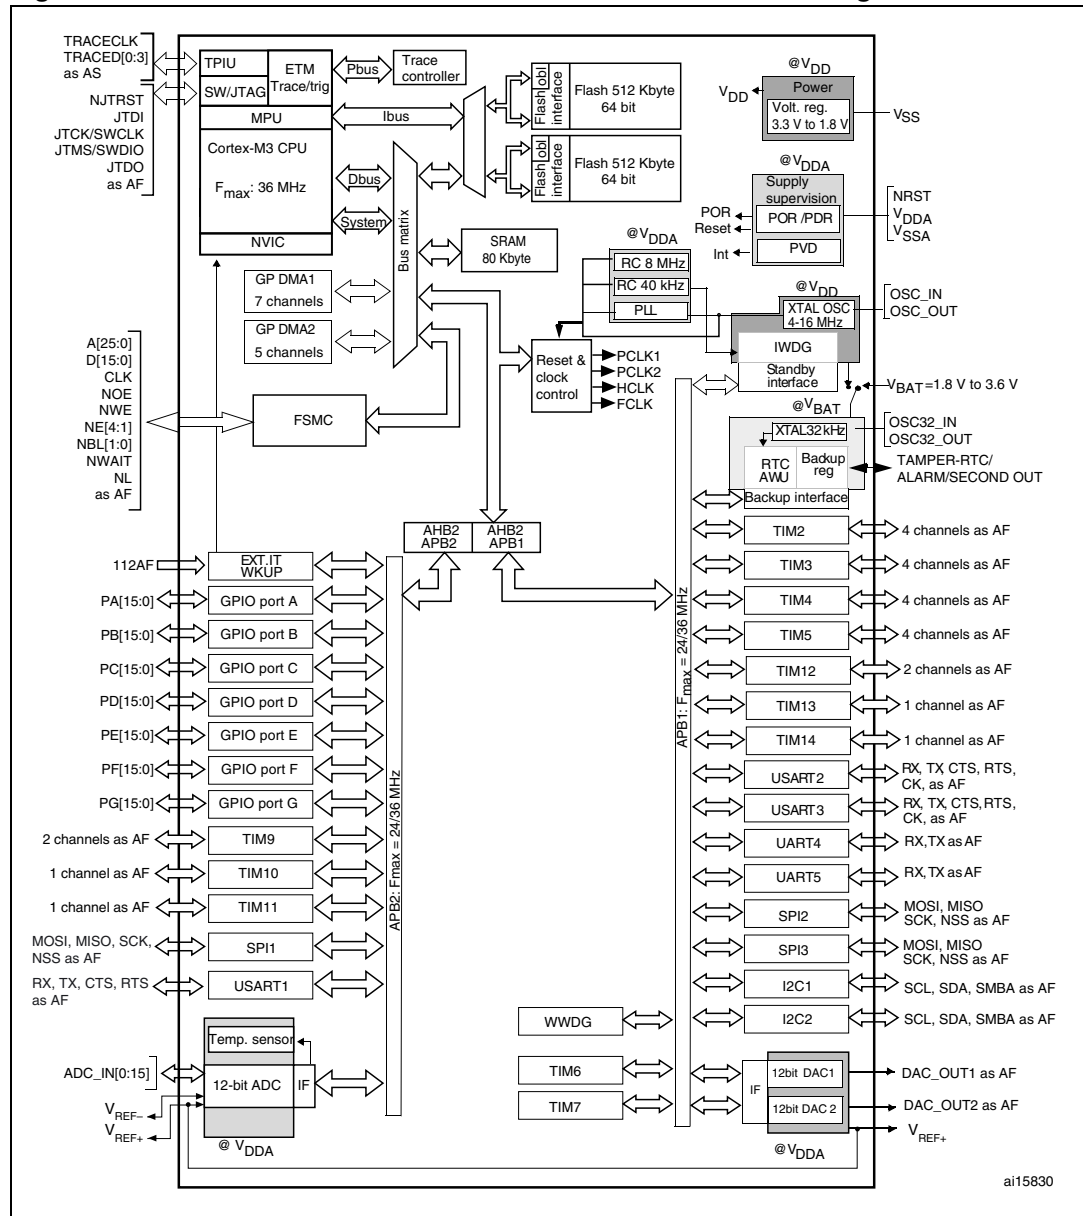 TRACECLK
TRACED[0:3]
as AS
NJTRST
JTDI
JTCK/SWCLK
JTMS/SWDIO
JTDO
as AF
TPIU
SW/JTAG
ETM
Trace/trig
MPU
Cortex-M3 CPU
Fmax: 36 MHz
NVIC
Pbus
Trace
controller
Ibus
Dbus
System
Bus matrix
Flash obl
interface
Flash 512 Kbyte
64 bit
Flash obl
interface
Flash 512 Kbyte
64 bit
SRAM
80 Kbyte
GP DMA1
7 channels
GP DMA2
5 channels
@VDD
Power
VDD
Volt. reg.
3.3 V to 1.8 V
VSS
@VDDA
Supply
supervision
POR /PDR
PVD
POR
Reset
Int
NRST
VDDA
VSSA
@VDDA
RC 8 MHz
RC 40 kHz
PLL
@VDD
XTAL OSC
4-16 MHz
OSC_IN
OSC_OUT
IWDG
Standby
interface
VBAT=1.8 V to 3.6 V
Reset &
clock
control
PCLK1
PCLK2
HCLK
FCLK
@VBAT
XTAL32kHz
OSC32_IN
OSC32_OUT
RTC
AWU
Backup
reg
TAMPER-RTC/
ALARM/SECOND OUT
Backup interface
A[25:0]
D[15:0]
CLK
NOE
NWE
NE[4:1]
NBL[1:0]
NWAIT
NL
as AF
FSMC
AHB2
APB2
AHB2
APB1
112AF
EXT.IT
WKUP
PA[15:0]
GPIO port A
PB[15:0]
GPIO port B
PC[15:0]
GPIO port C
PD[15:0]
GPIO port D
PE[15:0]
GPIO port E
PF[15:0]
GPIO port F
PG[15:0]
GPIO port G
2 channels as AF
TIM9
1 channel as AF
TIM10
1 channel as AF
TIM11
MOSI, MISO, SCK,
NSS as AF
SPI1
RX, TX, CTS, RTS
as AF
USART1
APB2: Fmax = 24/36 MHz
APB1: Fmax = 24/36 MHz
TIM2
4 channels as AF
TIM3
4 channels as AF
TIM4
4 channels as AF
TIM5
4 channels as AF
TIM12
2 channels as AF
TIM13
1 channel as AF
TIM14
1 channel as AF
USART2
RX, TX, CTS, RTS,
CK, as AF
USART3
RX, TX, CTS, RTS,
CK, as AF
UART4
RX,TX as AF
UART5
RX,TX as AF
SPI2
MOSI, MISO
SCK, NSS as AF
SPI3
MOSI, MISO
SCK, NSS as AF
I2C1
SCL, SDA, SMBA as AF
I2C2
SCL, SDA, SMBA as AF
WWDG
TIM6
TIM7
Temp. sensor
ADC_IN[0:15]
12-bit ADC
IF
VREF–
VREF+
@ VDDA
IF
12bit DAC1
12bit DAC 2
DAC_OUT1 as AF
DAC_OUT2 as AF
VREF+
@VDDA
ai15830